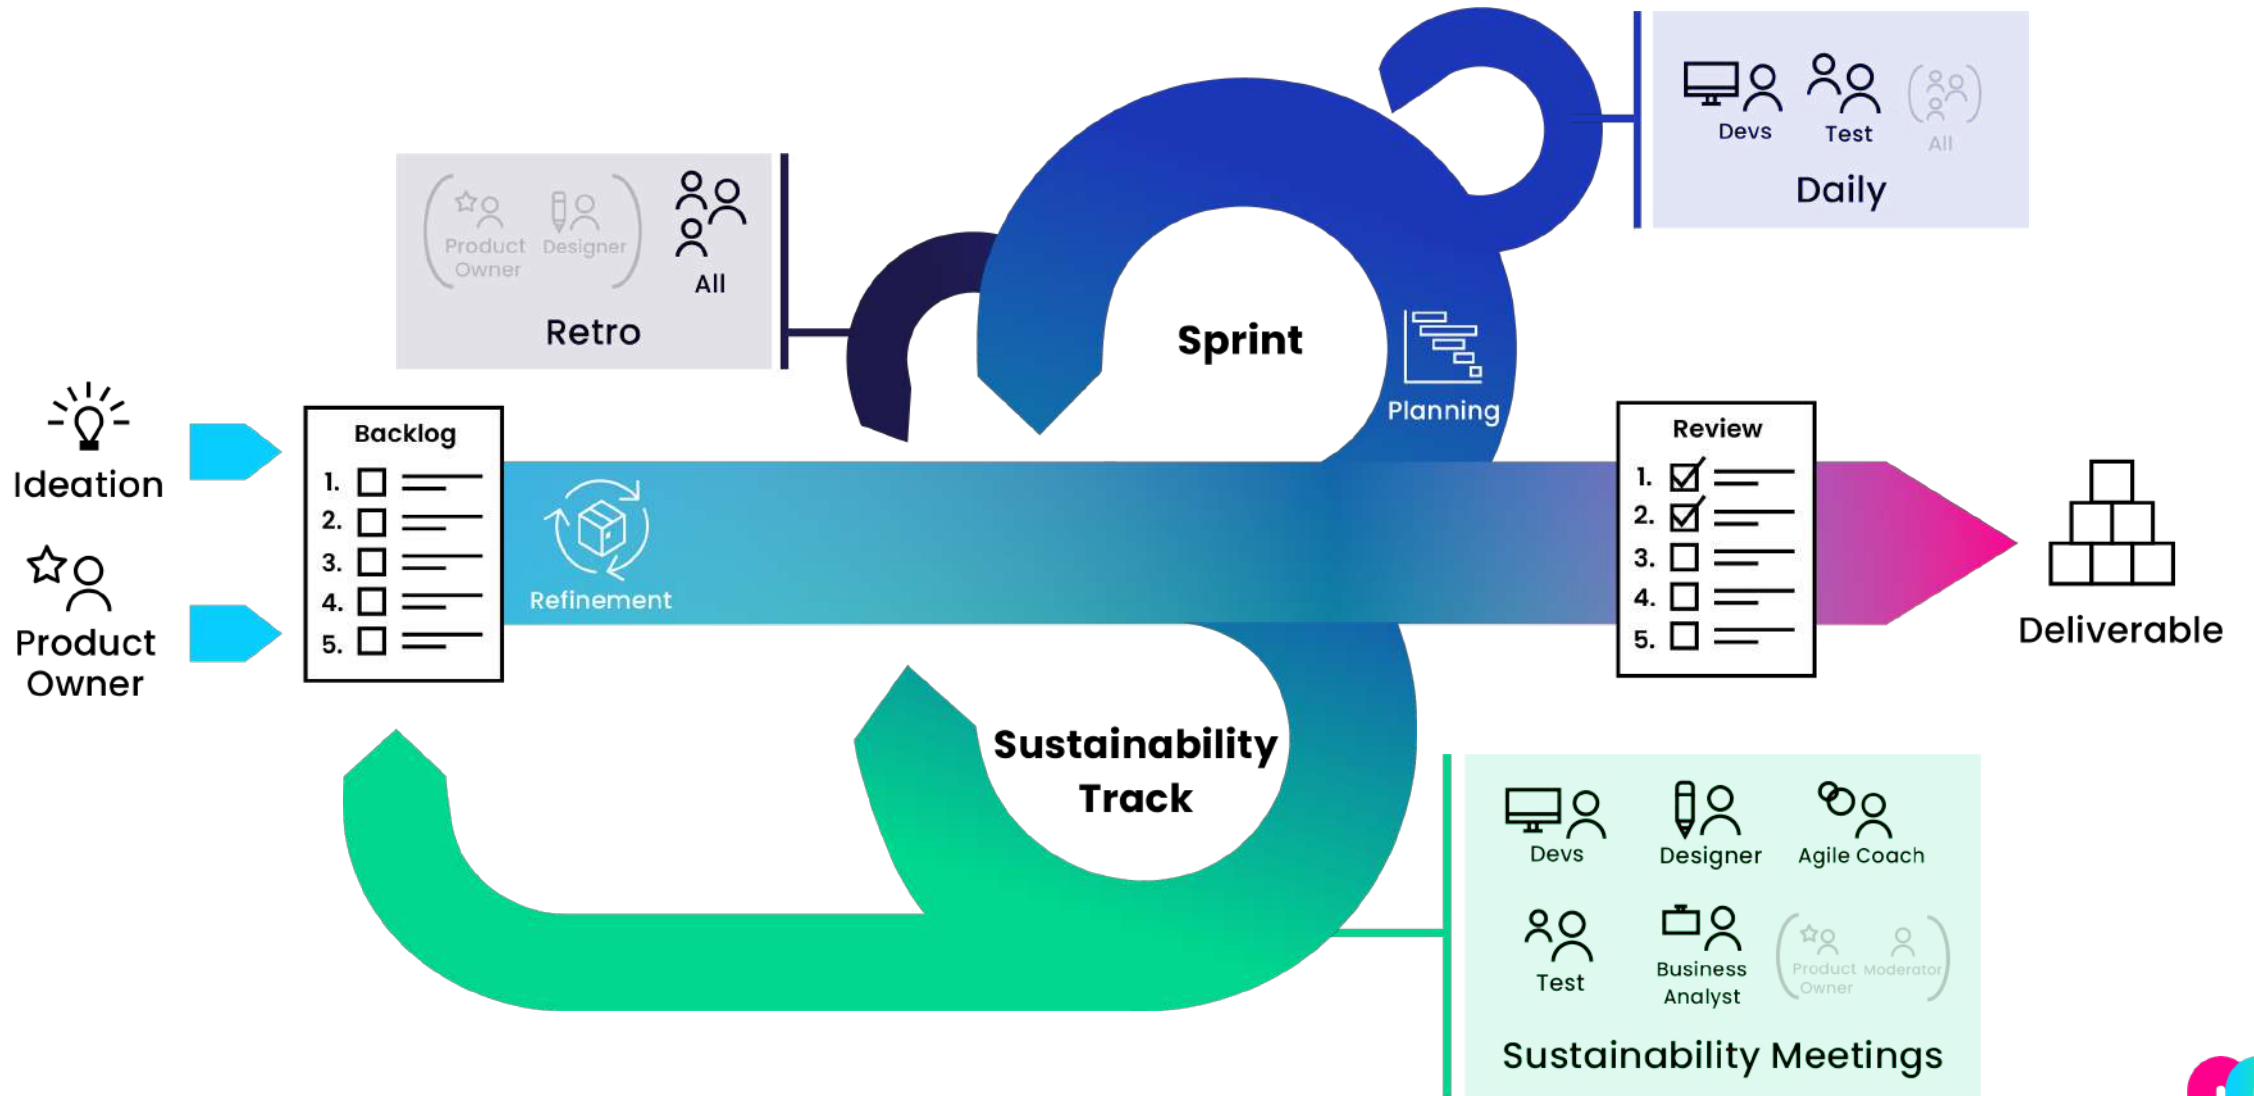 Devs
Test
All
Daily
Product
Owner
Designer
All
Retro
Sprint
Planning
Ideation
Product
Owner
Backlog
1.
2.
3.
4.
5.
Refinement
Review
1.
2.
3.
4.
5.
Deliverable
Sustainability
Track
Devs
Designer
Agile Coach
Test
Business
Analyst
Product
Owner
Moderator
Sustainability Meetings